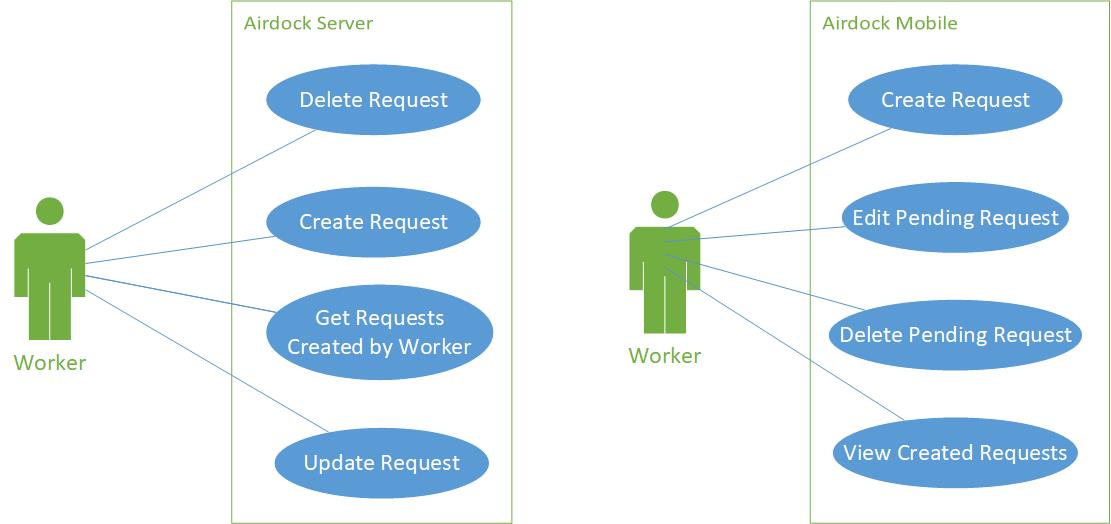 Airdock Server
Delete Request
Create Request
Get Requests
Created by Worker
Update Request
Worker
Airdock Mobile
Create Request
Edit Pending Request
Delete Pending Request
View Created Requests
Worker